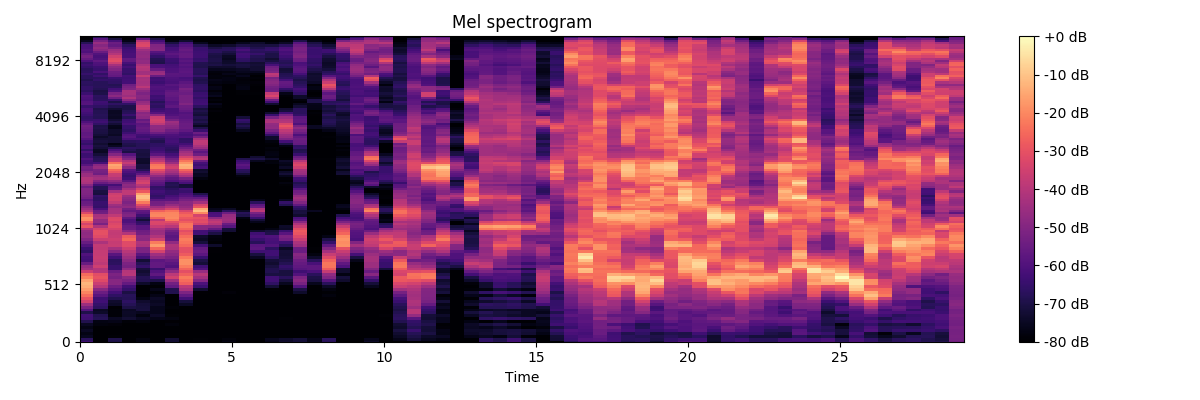 Mel spectrogram
8192
4096
2048
1024
512
0
Hz
0 5 10 15 20 25
Time
+0 dB
-10 dB
-20 dB
-30 dB
-40 dB
-50 dB
-60 dB
-70 dB
-80 dB